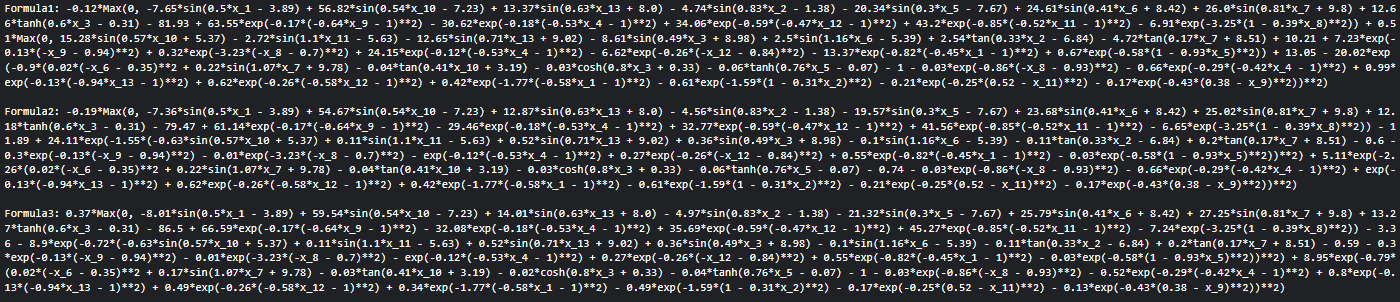 Formula1: -0.12*Max(0, -7.65*sin(0.5*x_1 - 3.89) + 56.82*sin(0.54*x_10 - 7.23) + 13.37*sin(0.63*x_13 + 8.0) - 4.74*sin(0.83*x_2 - 1.38) - 20.34*sin(0.3*x_5 - 7.67) + 24.61*sin(0.41*x_6 + 8.42) + 26.0*sin(0.81*x_7 + 9.8) + 12.6
6*tanh(0.6*x_3 - 0.31) - 81.93 + 63.55*exp(-0.17*(-0.64*x_9 - 1)**2) - 30.62*exp(-0.18*(-0.53*x_4 - 1)**2) + 34.06*exp(-0.59*(-0.47*x_12 - 1)**2) + 43.2*exp(-0.85*(-0.52*x_11 - 1)**2) - 6.91*exp(-3.25*(1 - 0.39*x_8)**2)) + 0.5
1*Max(0, 15.28*sin(0.57*x_10 + 5.37) - 2.72*sin(1.1*x_11 - 5.63) - 12.65*sin(0.71*x_13 + 9.02) - 8.61*sin(0.49*x_3 + 8.98) + 2.5*sin(1.16*x_6 - 5.39) + 2.54*tan(0.33*x_2 - 6.84) - 4.72*tan(0.17*x_7 + 8.51) + 10.21 + 7.23*exp(-
0.13*(-x_9 - 0.94)**2) + 0.32*exp(-3.23*(-x_8 - 0.7)**2) + 24.15*exp(-0.12*(-0.53*x_4 - 1)**2) - 6.62*exp(-0.26*(-x_12 - 0.84)**2) - 13.37*exp(-0.82*(-0.45*x_1 - 1)**2) + 0.67*exp(-0.58*(1 - 0.93*x_5)**2)) + 13.05 - 20.02*exp
(-0.9*(0.02*(-x_6 - 0.35)**2 + 0.22*sin(1.07*x_7 + 9.78) - 0.04*tan(0.41*x_10 + 3.19) - 0.03*cosh(0.8*x_3 + 0.33) - 0.06*tanh(0.76*x_5 - 0.07) - 1 - 0.03*exp(-0.86*(-x_8 - 0.93)**2) - 0.66*exp(-0.29*(-0.42*x_4 - 1)**2) + 0.99*
exp(-0.13*(-0.94*x_13 - 1)**2) + 0.62*exp(-0.26*(-0.58*x_12 - 1)**2) + 0.42*exp(-1.77*(-0.58*x_1 - 1)**2) - 0.61*exp(-1.59*(1 - 0.31*x_2)**2) - 0.21*exp(-0.25*(0.52 - x_11)**2) - 0.17*exp(-0.43*(0.38 - x_9)**2))**2)
Formula2: -0.19*Max(0, -7.36*sin(0.5*x_1 - 3.89) + 54.67*sin(0.54*x_10 - 7.23) + 12.87*sin(0.63*x_13 + 8.0) - 4.56*sin(0.83*x_2 - 1.38) - 19.57*sin(0.3*x_5 - 7.67) + 23.68*sin(0.41*x_6 + 8.42) + 25.02*sin(0.81*x_7 + 9.8) + 12.
18*tanh(0.6*x_3 - 0.31) - 79.47 + 61.14*exp(-0.17*(-0.64*x_9 - 1)**2) - 29.46*exp(-0.18*(-0.53*x_4 - 1)**2) + 32.77*exp(-0.59*(-0.47*x_12 - 1)**2) + 41.56*exp(-0.85*(-0.52*x_11 - 1)**2) - 6.65*exp(-3.25*(1 - 0.39*x_8)**2)) - 1
1.89 + 24.11*exp(-1.55*(-0.63*sin(0.57*x_10 + 5.37) + 0.11*sin(1.1*x_11 - 5.63) + 0.52*sin(0.71*x_13 + 9.02) + 0.36*sin(0.49*x_3 + 8.98) - 0.1*sin(1.16*x_6 - 5.39) - 0.11*tan(0.33*x_2 - 6.84) + 0.2*tan(0.17*x_7 + 8.51) - 0.6 -
0.3*exp(-0.13*(-x_9 - 0.94)**2) - 0.01*exp(-3.23*(-x_8 - 0.7)**2) - exp(-0.12*(-0.53*x_4 - 1)**2) + 0.27*exp(-0.26*(-x_12 - 0.84)**2) + 0.55*exp(-0.82*(-0.45*x_1 - 1)**2) - 0.03*exp(-0.58*(1 - 0.93*x_5)**2))**2) + 5.11*exp(-2.
26*(0.02*(-x_6 - 0.35)**2 + 0.22*sin(1.07*x_7 + 9.78) - 0.04*tan(0.41*x_10 + 3.19) - 0.03*cosh(0.8*x_3 + 0.33) - 0.06*tanh(0.76*x_5 - 0.07) - 0.74 - 0.03*exp(-0.86*(-x_8 - 0.93)**2) - 0.66*exp(-0.29*(-0.42*x_4 - 1)**2) + exp(-
0.13*(-0.94*x_13 - 1)**2) + 0.62*exp(-0.26*(-0.58*x_12 - 1)**2) + 0.42*exp(-1.77*(-0.58*x_1 - 1)**2) - 0.61*exp(-1.59*(1 - 0.31*x_2)**2) - 0.21*exp(-0.25*(0.52 - x_11)**2) - 0.17*exp(-0.43*(0.38 - x_9)**2))**2)
Formula3: 0.37*Max(0, -8.01*sin(0.5*x_1 - 3.89) + 59.54*sin(0.54*x_10 - 7.23) + 14.01*sin(0.63*x_13 + 8.0) - 4.97*sin(0.83*x_2 - 1.38) - 21.32*sin(0.3*x_5 - 7.67) + 25.79*sin(0.41*x_6 + 8.42) + 27.25*sin(0.81*x_7 + 9.8) + 13.2
7*tanh(0.6*x_3 - 0.31) - 86.5 + 66.59*exp(-0.17*(-0.64*x_9 - 1)**2) - 32.08*exp(-0.18*(-0.53*x_4 - 1)**2) + 35.69*exp(-0.59*(-0.47*x_12 - 1)**2) + 45.27*exp(-0.85*(-0.52*x_11 - 1)**2) - 7.24*exp(-3.25*(1 - 0.39*x_8)**2)) - 3.3
6 - 8.9*exp(-0.72*(-0.63*sin(0.57*x_10 + 5.37) + 0.11*sin(1.1*x_11 - 5.63) + 0.52*sin(0.71*x_13 + 9.02) + 0.36*sin(0.49*x_3 + 8.98) - 0.1*sin(1.16*x_6 - 5.39) - 0.11*tan(0.33*x_2 - 6.84) + 0.2*tan(0.17*x_7 + 8.51) - 0.59 - 0.3
*exp(-0.13*(-x_9 - 0.94)**2) - 0.01*exp(-3.23*(-x_8 - 0.7)**2) - exp(-0.12*(-0.53*x_4 - 1)**2) + 0.27*exp(-0.26*(-x_12 - 0.84)**2) + 0.55*exp(-0.82*(-0.45*x_1 - 1)**2) - 0.03*exp(-0.58*(1 - 0.93*x_5)**2))**2) + 8.95*exp(-0.79*
(0.02*(-x_6 - 0.35)**2 + 0.17*sin(1.07*x_7 + 9.78) - 0.03*tan(0.41*x_10 + 3.19) - 0.02*cosh(0.8*x_3 + 0.33) - 0.04*tanh(0.76*x_5 - 0.07) - 1 - 0.03*exp(-0.86*(-x_8 - 0.93)**2) - 0.52*exp(-0.29*(-0.42*x_4 - 1)**2) + 0.8*exp(-0.
13*(-0.94*x_13 - 1)**2) + 0.49*exp(-0.26*(-0.58*x_12 - 1)**2) + 0.34*exp(-1.77*(-0.58*x_1 - 1)**2) - 0.49*exp(-1.59*(1 - 0.31*x_2)**2) - 0.17*exp(-0.25*(0.52 - x_11)**2) - 0.13*exp(-0.43*(0.38 - x_9)**2))**2)